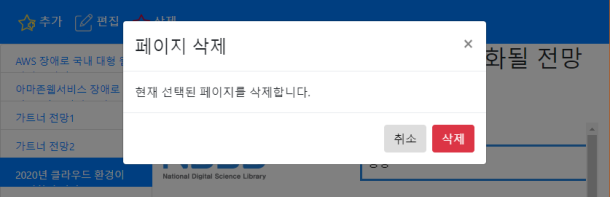 추가 편집 삭제
페이지 삭제 ×
화될 전망
AWS 장애로 국내 대형
현재 선택된 페이지를 삭제합니다.
아마존웹서비스 장애로
가트너 전망1
취소 삭제
가트너 전망2
2020년 클라우드 환경이
National Digital Science Library